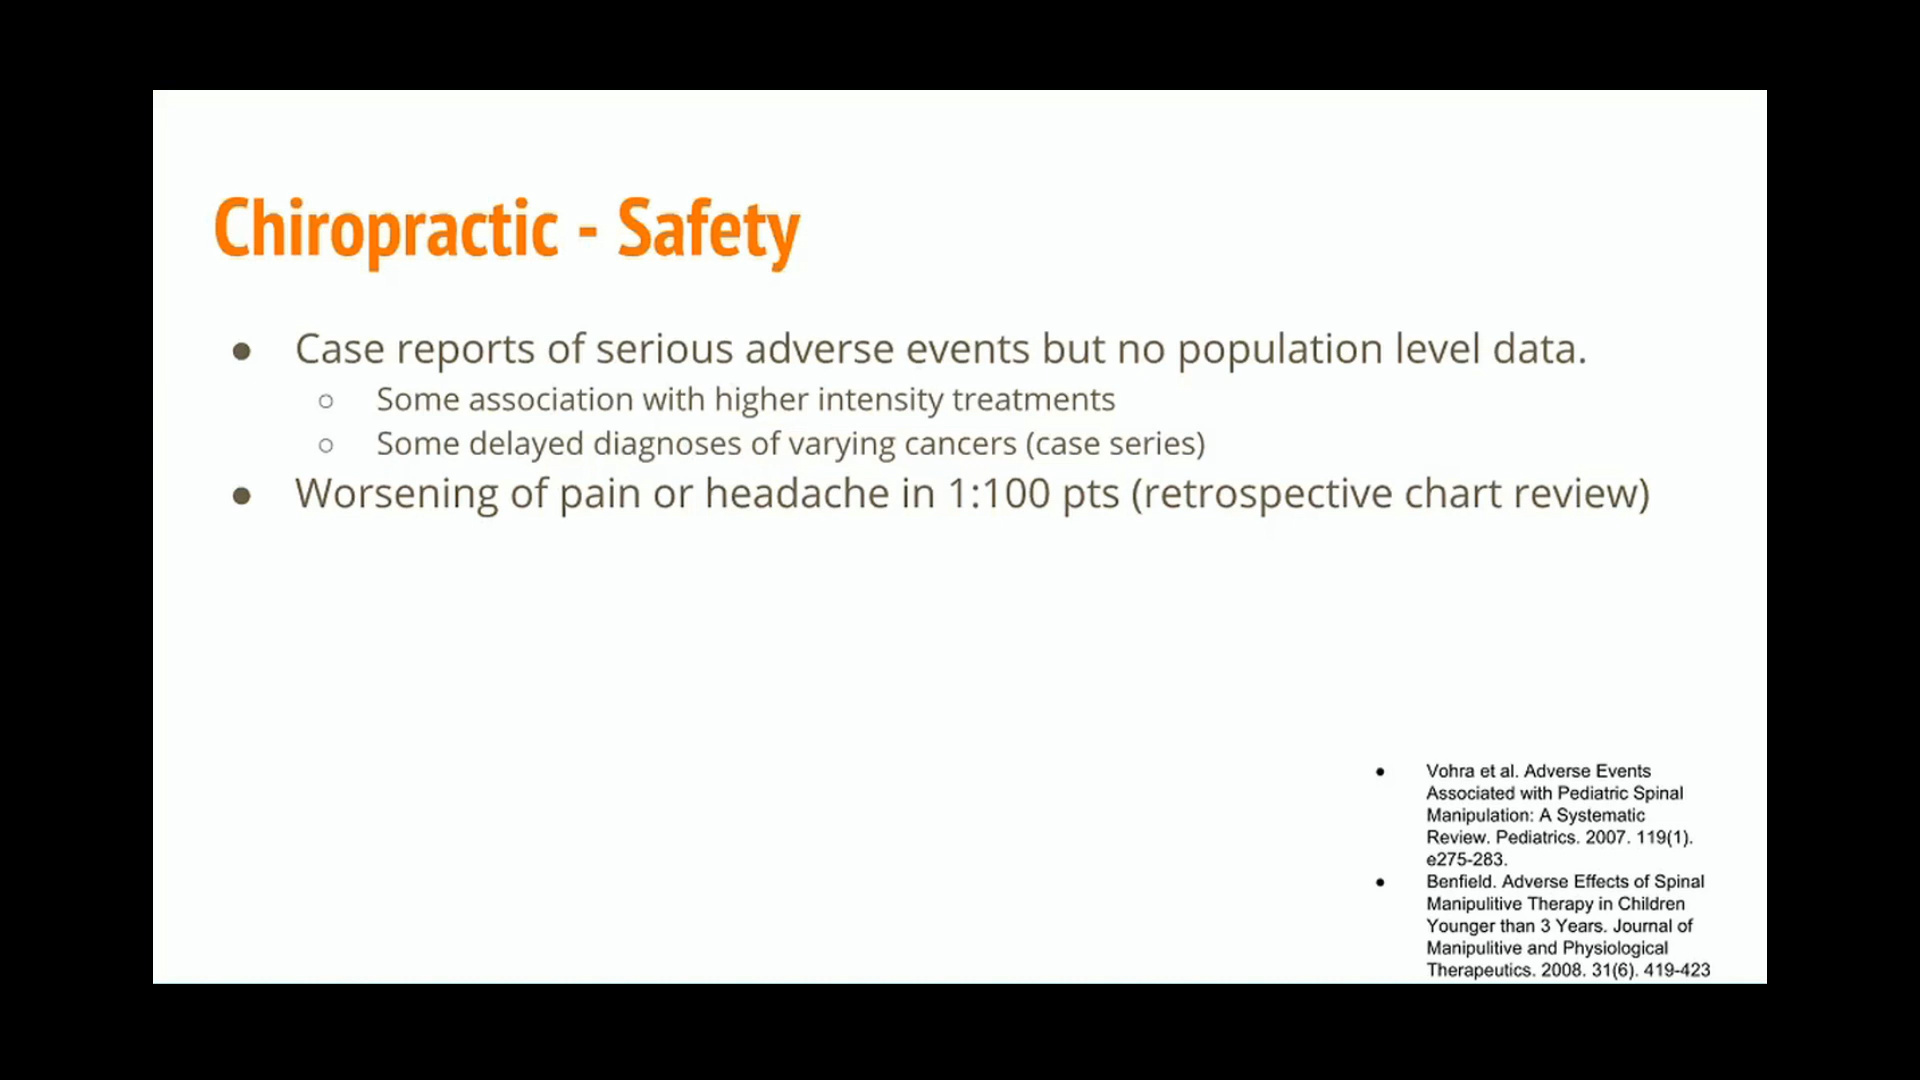 Chiropractic - Safety
● Case reports of serious adverse events but no population level data.
○ Some association with higher intensity treatments
○ Some delayed diagnoses of varying cancers (case series)
● Worsening of pain or headache in 1:100 pts (retrospective chart review)
● Vohra et al. Adverse Events
Associated with Pediatric Spinal
Manipulation: A Systematic
Review. Pediatrics. 2007. 119(1).
e275-283.
● Benfield. Adverse Effects of Spinal
Manipulitive Therapy in Children
Younger than 3 Years. Journal of
Manipulitive and Physiological
Therapeutics. 2008. 31(6). 419-423